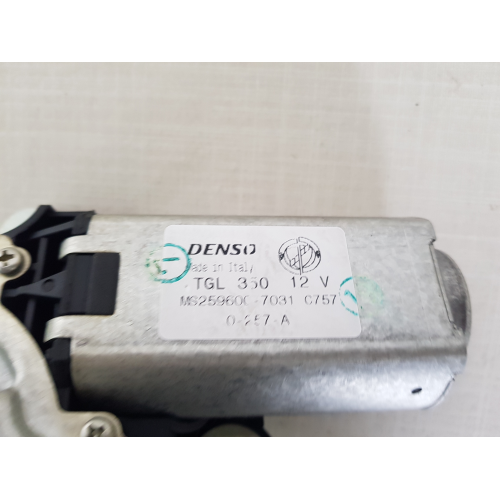 DENSO
Made in Italy
TGL 350 12 V
MS259600-7031 C757
0-257-A